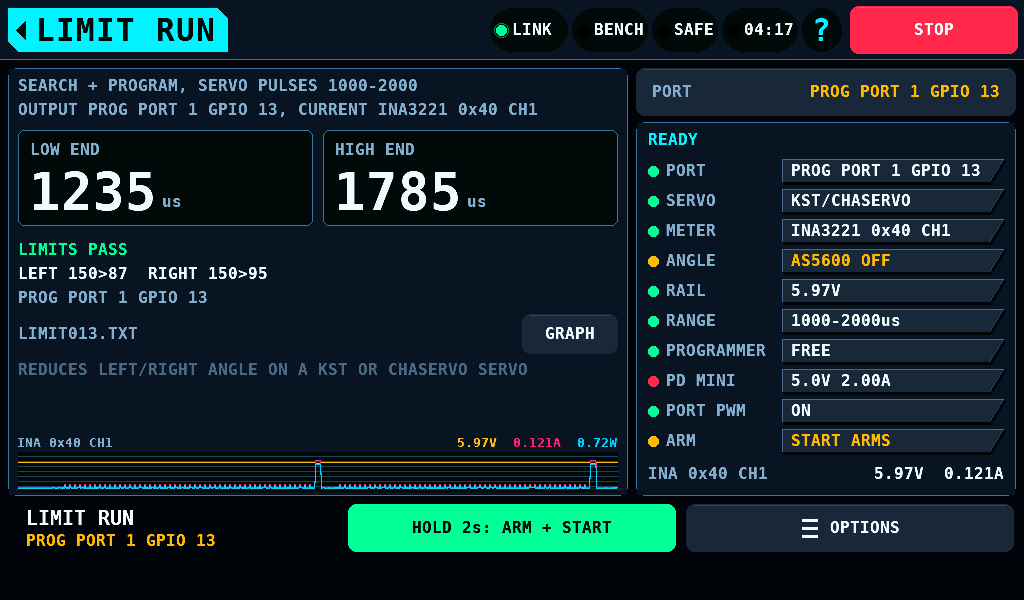 LIMIT RUN
LINK
BENCH
SAFE
04:17
?
STOP
SEARCH + PROGRAM, SERVO PULSES 1000-2000
OUTPUT PROG PORT 1 GPIO 13, CURRENT INA3221 0x40 CH1
LOW END
1235 us
HIGH END
1785 us
LIMITS PASS
LEFT 150>87  RIGHT 150>95
PROG PORT 1 GPIO 13
LIMIT013.TXT
GRAPH
REDUCES LEFT/RIGHT ANGLE ON A KST OR CHASERVO SERVO
INA 0x40 CH1
5.97V  0.121A  0.72W
PORT
PROG PORT 1 GPIO 13
READY
PORT PROG PORT 1 GPIO 13
SERVO KST/CHASERVO
METER INA3221 0x40 CH1
ANGLE AS5600 OFF
RAIL 5.97V
RANGE 1000-2000us
PROGRAMMER FREE
PD MINI 5.0V 2.00A
PORT PWM ON
ARM START ARMS
INA 0x40 CH1 5.97V 0.121A
LIMIT RUN
PROG PORT 1 GPIO 13
HOLD 2s: ARM + START
OPTIONS